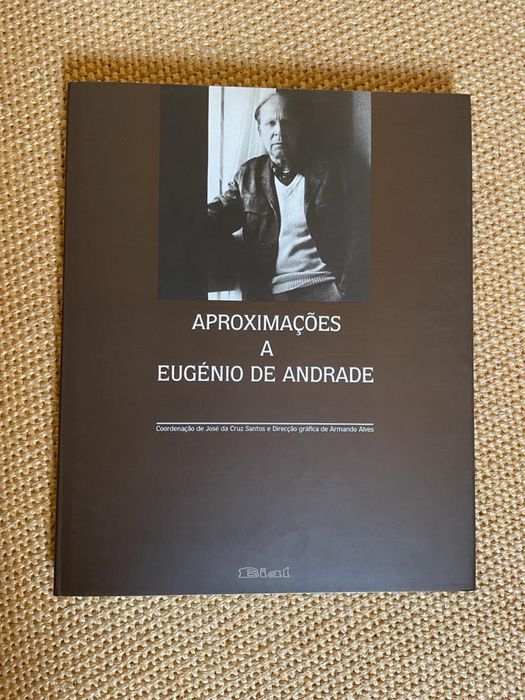 APROXIMAÇÕES
A
EUGÉNIO DE ANDRADE
Coordenação de José da Cruz Santos e Direcção gráfica de Armando Alves
Bial